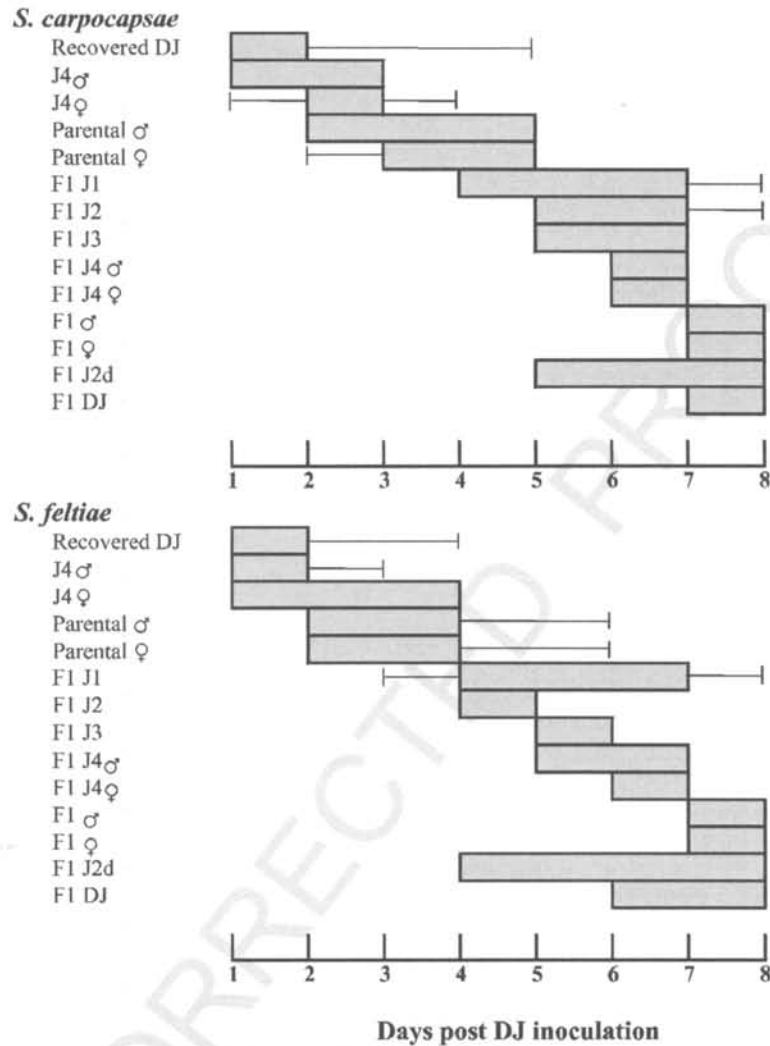 S. carpocapsae
Recovered DJ
J4♂
J4♀
Parental ♂
Parental ♀
F1 J1
F1 J2
F1 J3
F1 J4 ♂
F1 J4 ♀
F1 ♂
F1 ♀
F1 J2d
F1 DJ
1 2 3 4 5 6 7 8
S. feltiae
Recovered DJ
J4♂
J4♀
Parental ♂
Parental ♀
F1 J1
F1 J2
F1 J3
F1 J4♂
F1 J4♀
F1 ♂
F1 ♀
F1 J2d
F1 DJ
1 2 3 4 5 6 7 8
Days post DJ inoculation
ORRECTED PROO